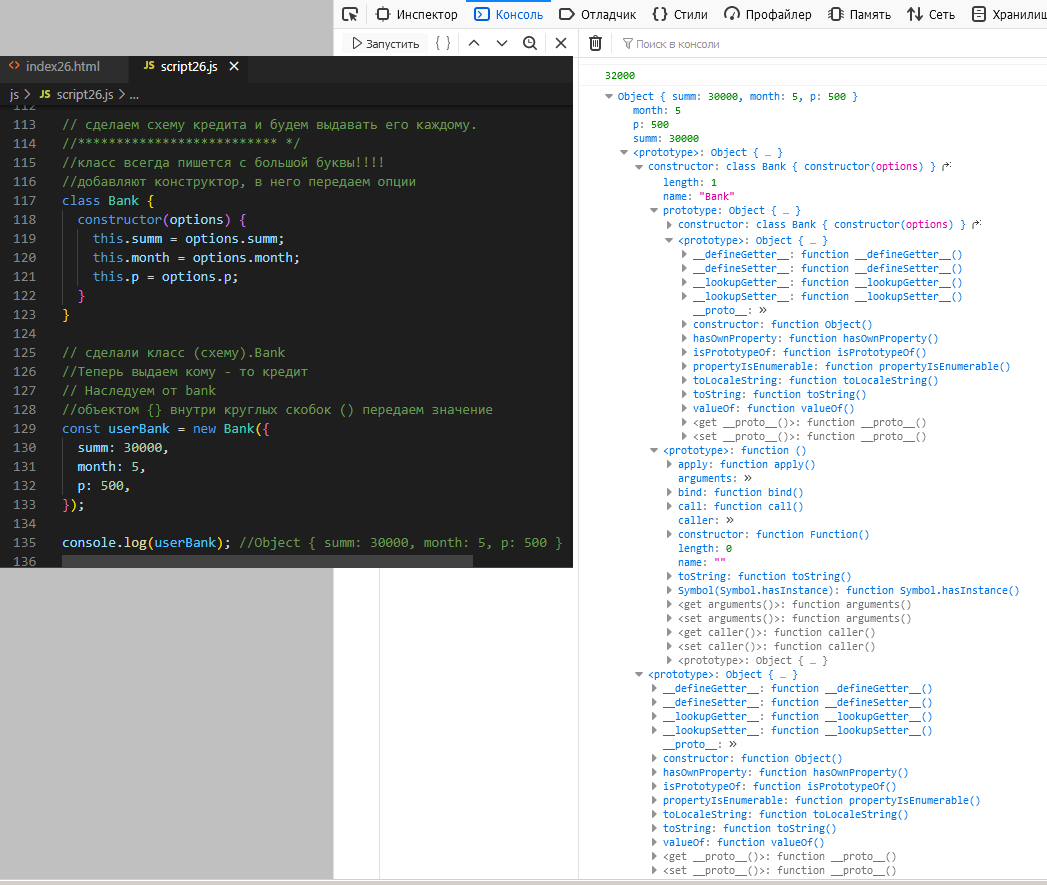 Инспектор Консоль Отладчик {} Стили Профайлер Память Сеть Хранилищ
Запустить { } Поиск в консоли
index26.html JS script26.js
js > JS script26.js > ...
112
113 // сделаем схему кредита и будем выдавать его каждому.
114 //************************** */
115 //класс всегда пишется с большой буквы!!!!
116 //добавляют конструктор, в него передаем опции
117 class Bank {
118 constructor(options) {
119 this.summ = options.summ;
120 this.month = options.month;
121 this.p = options.p;
122 }
123 }
124
125 // сделали класс (схему).Bank
126 //Теперь выдаем кому - то кредит
127 // Наследуем от bank
128 //объектом {} внутри круглых скобок () передаем значение
129 const userBank = new Bank({
130 summ: 30000,
131 month: 5,
132 p: 500,
133 });
134
135 console.log(userBank); //Object { summ: 30000, month: 5, p: 500 }
136
32000
Object { summ: 30000, month: 5, p: 500 }
month: 5
p: 500
summ: 30000
<prototype>: Object { … }
constructor: class Bank { constructor(options) }
length: 1
name: "Bank"
prototype: Object { … }
constructor: class Bank { constructor(options) }
<prototype>: Object { … }
__defineGetter__: function __defineGetter__()
__defineSetter__: function __defineSetter__()
__lookupGetter__: function __lookupGetter__()
__lookupSetter__: function __lookupSetter__()
__proto__: »
constructor: function Object()
hasOwnProperty: function hasOwnProperty()
isPrototypeOf: function isPrototypeOf()
propertyIsEnumerable: function propertyIsEnumerable()
toLocaleString: function toLocaleString()
toString: function toString()
valueOf: function valueOf()
<get __proto__()>: function __proto__()
<set __proto__()>: function __proto__()
<prototype>: function ()
apply: function apply()
arguments: »
bind: function bind()
call: function call()
caller: »
constructor: function Function()
length: 0
name: ""
toString: function toString()
Symbol(Symbol.hasInstance): function Symbol.hasInstance()
<get arguments()>: function arguments()
<set arguments()>: function arguments()
<get caller()>: function caller()
<set caller()>: function caller()
<prototype>: Object { … }
<prototype>: Object { … }
__defineGetter__: function __defineGetter__()
__defineSetter__: function __defineSetter__()
__lookupGetter__: function __lookupGetter__()
__lookupSetter__: function __lookupSetter__()
__proto__: »
constructor: function Object()
hasOwnProperty: function hasOwnProperty()
isPrototypeOf: function isPrototypeOf()
propertyIsEnumerable: function propertyIsEnumerable()
toLocaleString: function toLocaleString()
toString: function toString()
valueOf: function valueOf()
<get __proto__()>: function __proto__()
<set __proto__()>: function __proto__()